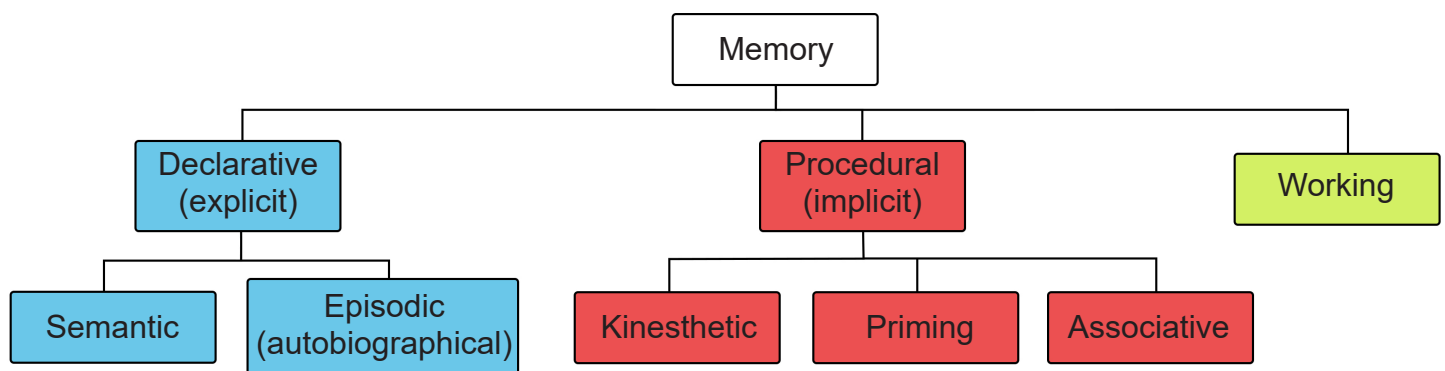 Memory
Declarative
(explicit)
Procedural
(implicit)
Working
Semantic
Episodic
(autobiographical)
Kinesthetic
Priming
Associative